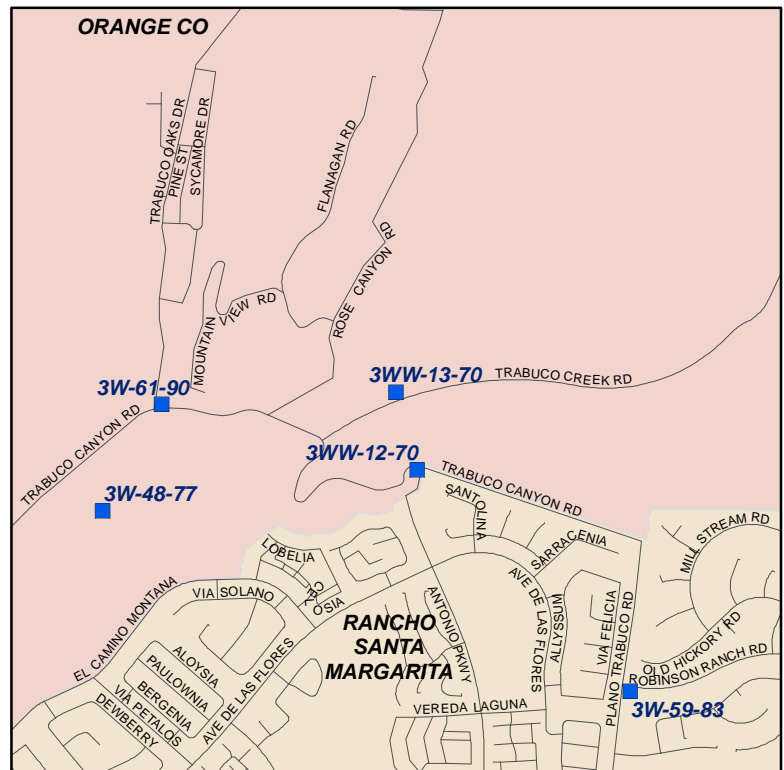 ORANGE CO
TRABUCO OAKS DR
PINE ST
SYCAMORE DR
FLANAGAN RD
ROSE CANYON RD
MOUNTAIN VIEW RD
3W-61-90
3WW-13-70
TRABUCO CREEK RD
TRABUCO CANYON RD
3WW-12-70
TRABUCO CANYON RD
3W-48-77
SANTOLINA
SARRACENIA
MILL STREAM RD
LOBELIA
CELOSIA
VIA SOLANO
EL CAMINO MONTANA
RANCHO
SANTA
MARGARITA
ANTONIO PKWY
AVE DE LAS FLORES
ALLYSSUM
VIA FELICIA
PLANO TRABUCO RD
OLD HICKORY RD
ROBINSON RANCH RD
ALOYSIA
PAULOWNIA
BERGENIA
VIA PETALOS
DEWBERRY
AVE DE LAS FLORES
VEREDA LAGUNA
3W-59-83